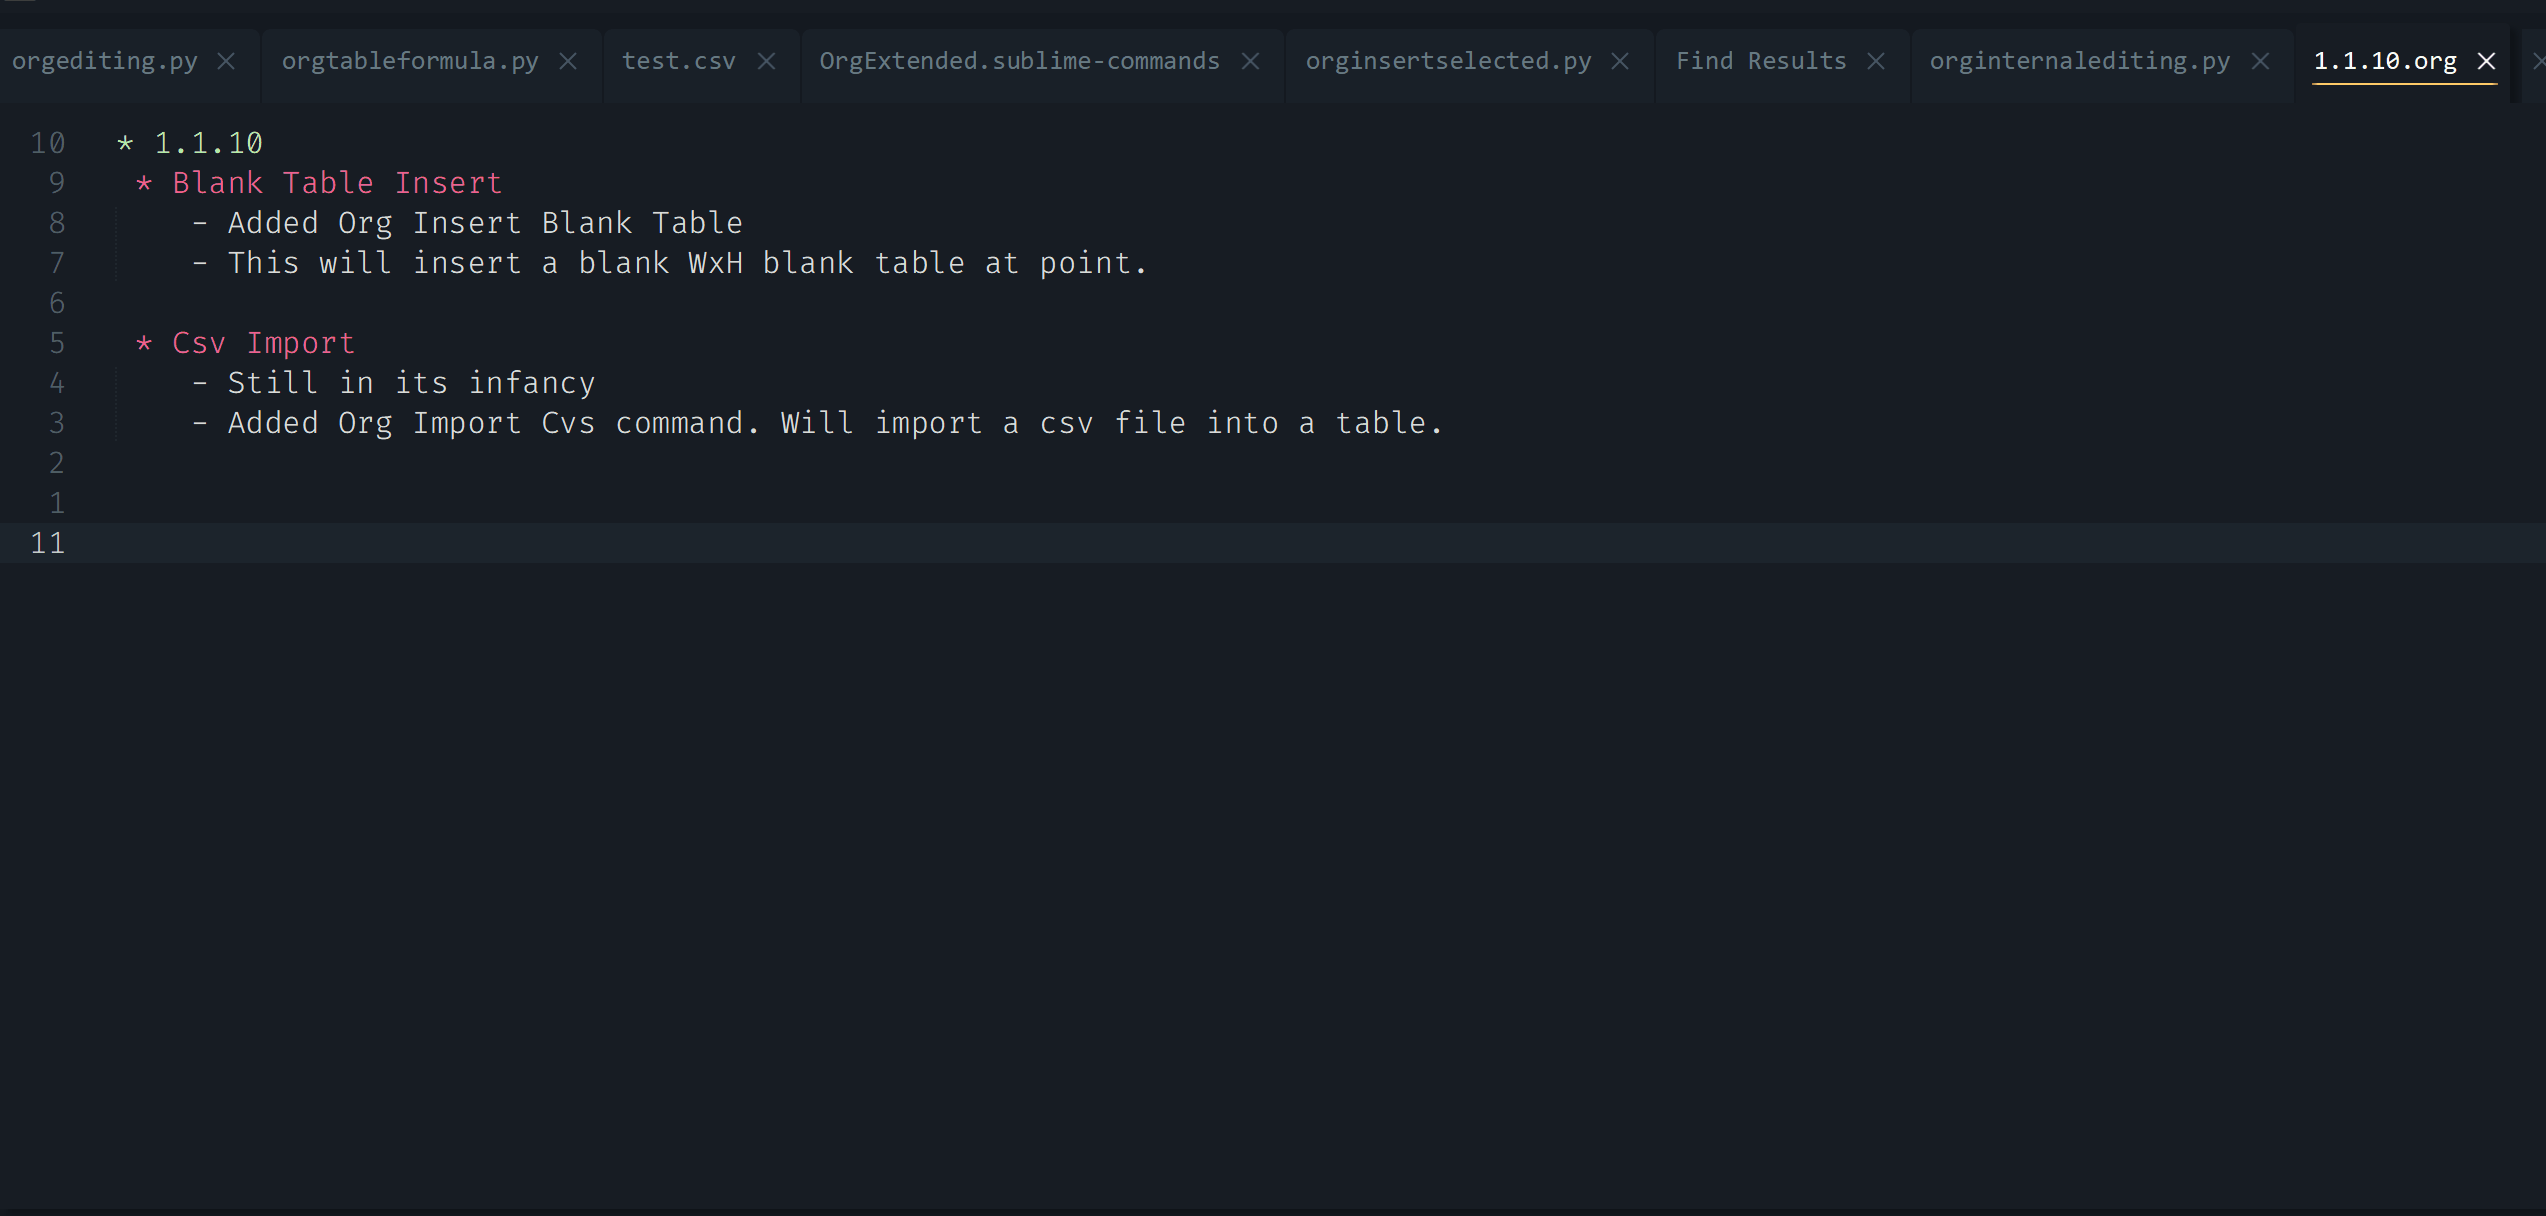 orgediting.py × orgtableformula.py × test.csv × OrgExtended.sublime-commands × orginsertselected.py × Find Results × orginternalediting.py × 1.1.10.org ×
10 * 1.1.10
9 * Blank Table Insert
8 - Added Org Insert Blank Table
7 - This will insert a blank WxH blank table at point.
6
5 * Csv Import
4 - Still in its infancy
3 - Added Org Import Cvs command. Will import a csv file into a table.
2
1
11